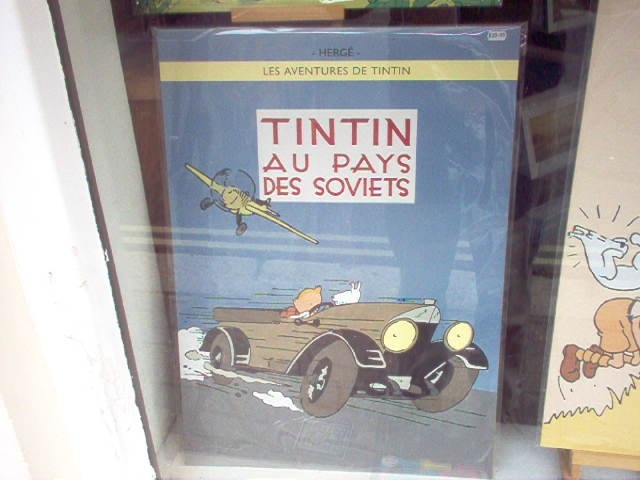 - HERGÉ -
LES AVENTURES DE TINTIN
TINTIN
AU PAYS
DES SOVIETS